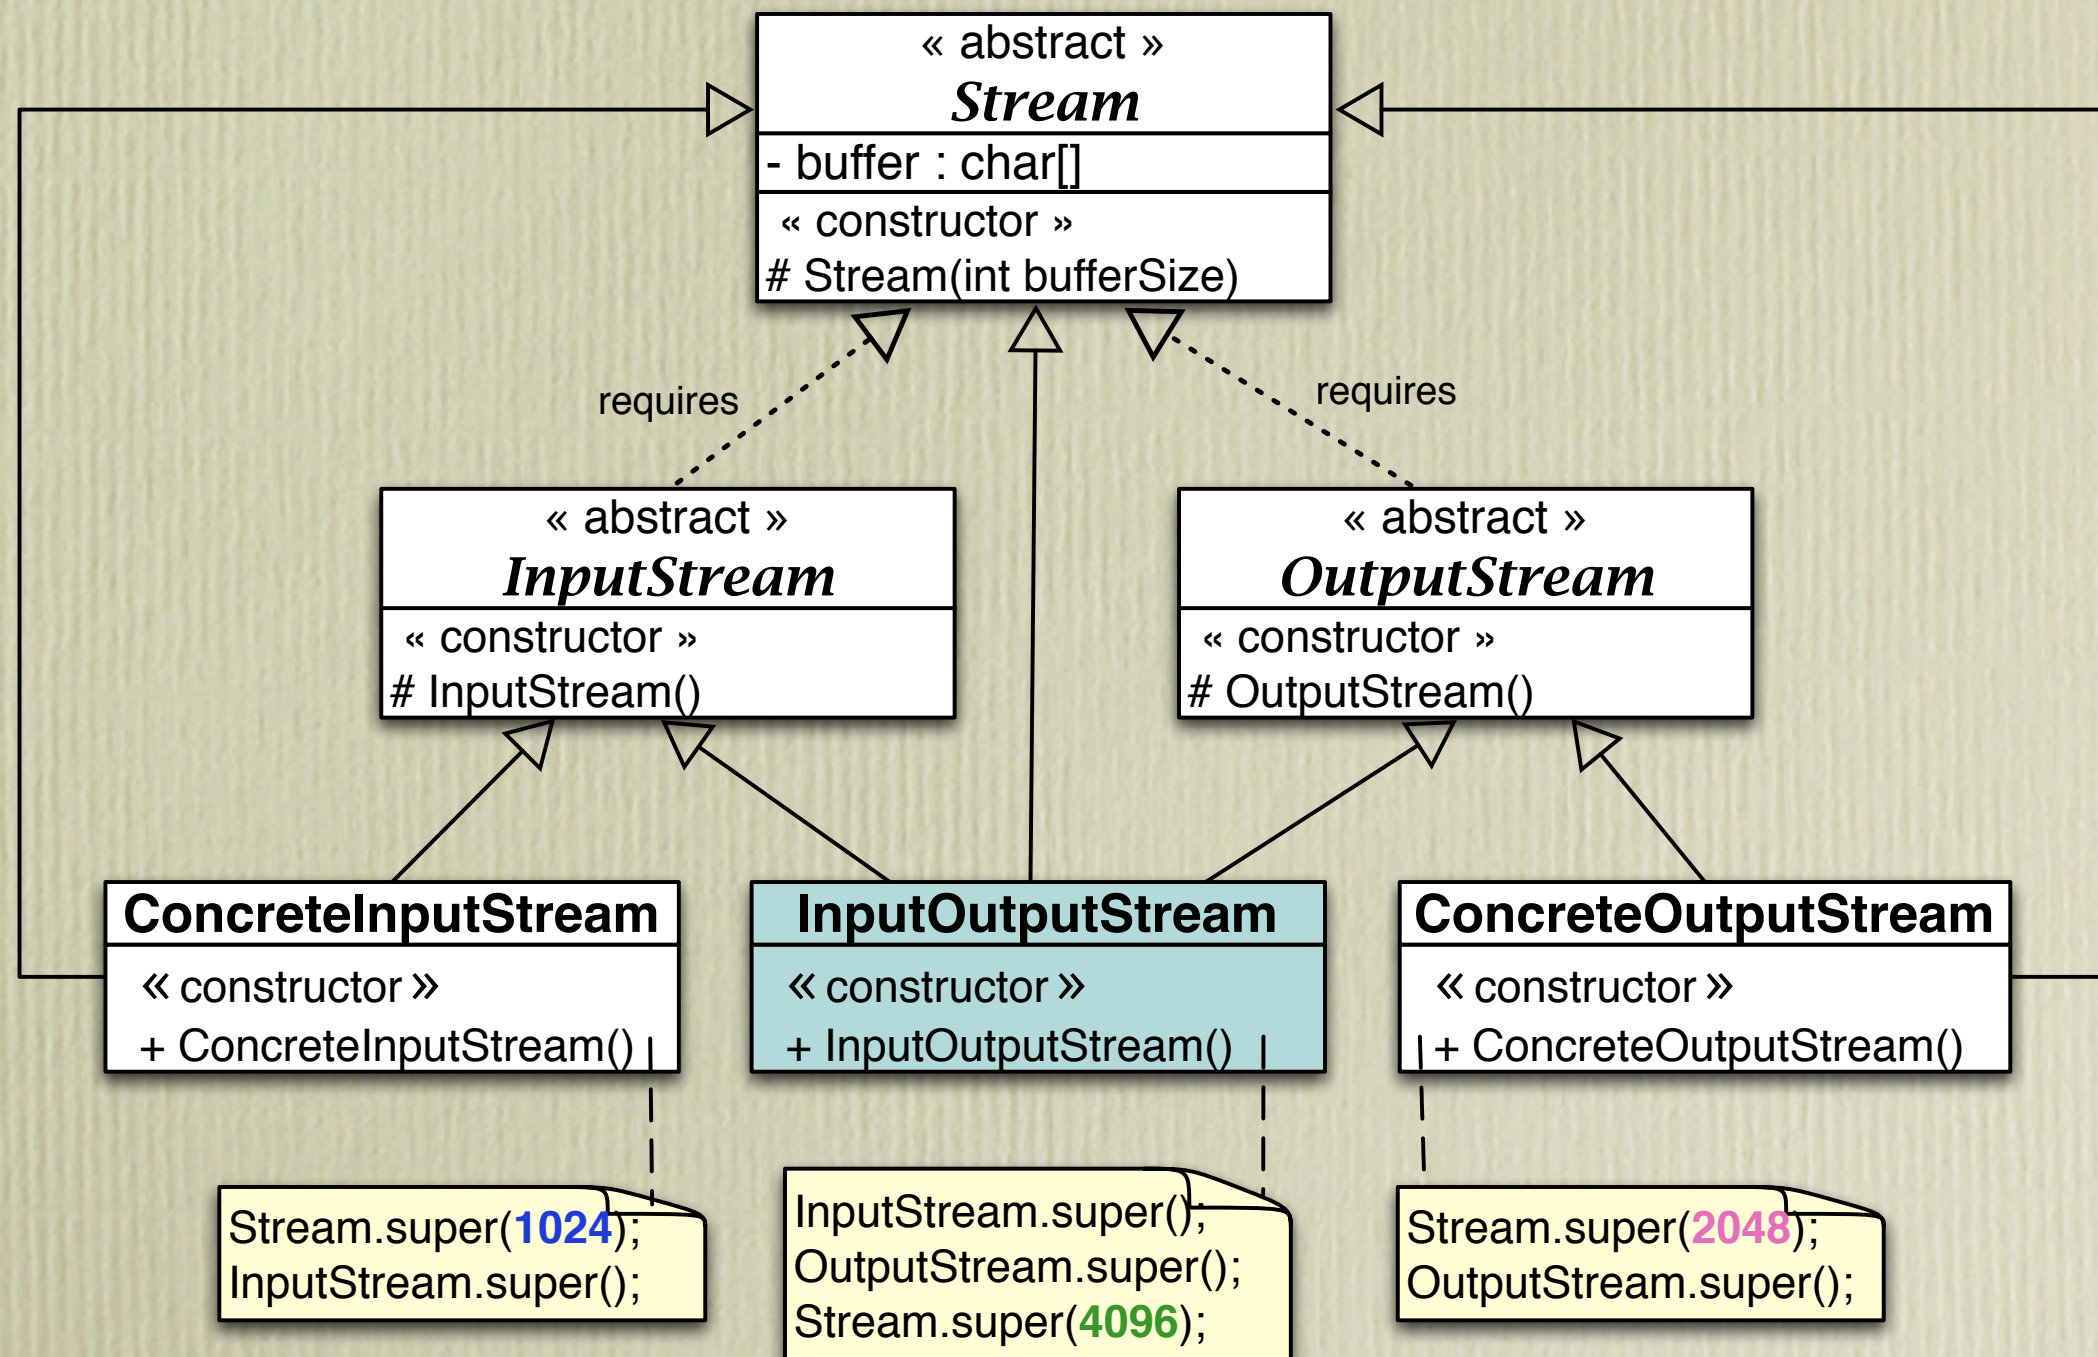 « abstract »
Stream
- buffer : char[]
« constructor »
# Stream(int bufferSize)
requires
requires
« abstract »
InputStream
« constructor »
# InputStream()
« abstract »
OutputStream
« constructor »
# OutputStream()
ConcreteInputStream
« constructor »
+ ConcreteInputStream()
InputOutputStream
« constructor »
+ InputOutputStream()
ConcreteOutputStream
« constructor »
+ ConcreteOutputStream()
Stream.super(1024);
InputStream.super();
InputStream.super();
OutputStream.super();
Stream.super(4096);
Stream.super(2048);
OutputStream.super();